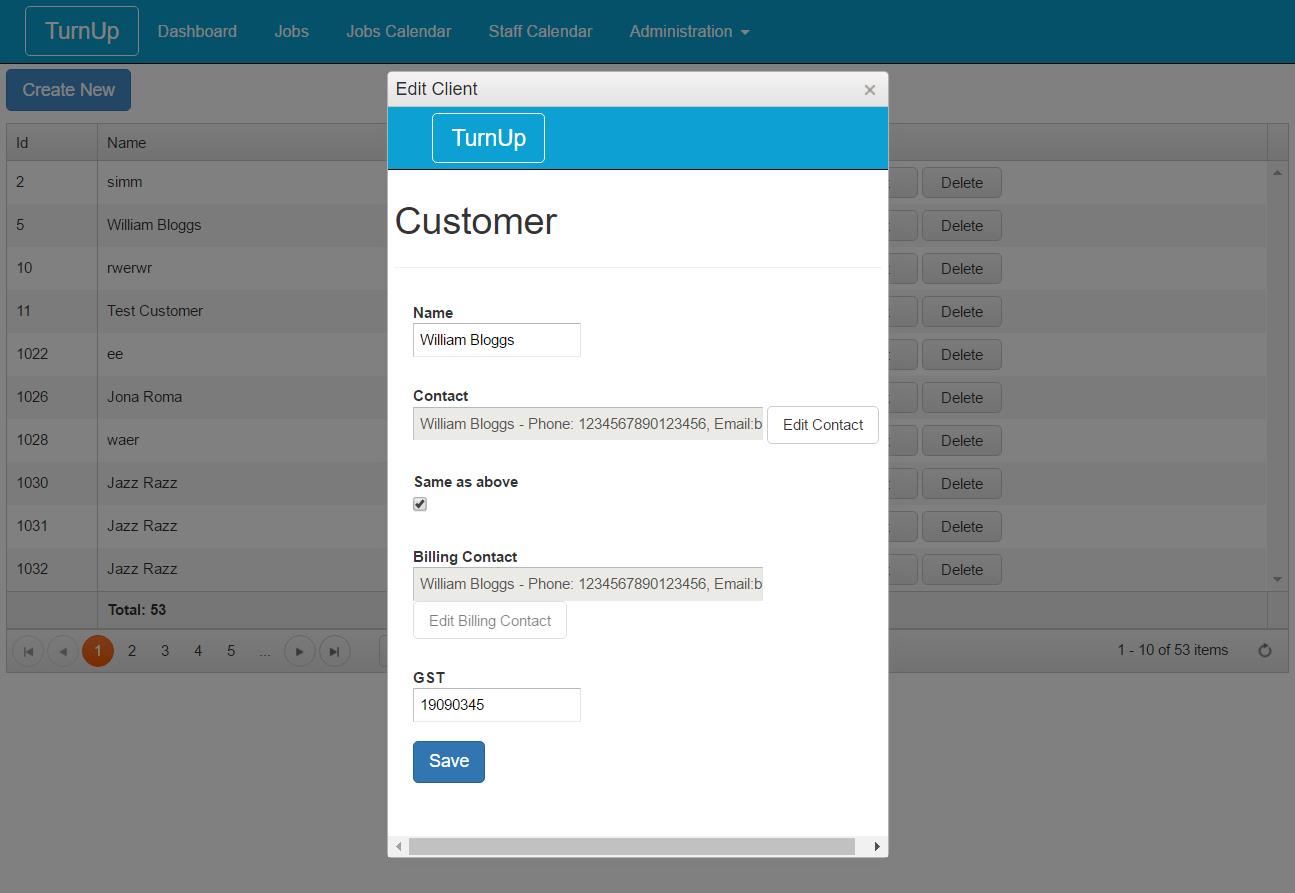 TurnUp Dashboard Jobs Jobs Calendar Staff Calendar Administration
Create New
Edit Client ×
TurnUp
Id Name
2 simm Delete
5 William Bloggs Delete
10 rwerwr Delete
11 Test Customer Delete
1022 ee Delete
1026 Jona Roma Delete
1028 waer Delete
1030 Jazz Razz Delete
1031 Jazz Razz Delete
1032 Jazz Razz Delete
Total: 53
1 2 3 4 5 ...
1 - 10 of 53 items
Customer
Name
William Bloggs
Contact
William Bloggs - Phone: 1234567890123456, Email:b Edit Contact
Same as above
Billing Contact
William Bloggs - Phone: 1234567890123456, Email:b
Edit Billing Contact
GST
19090345
Save